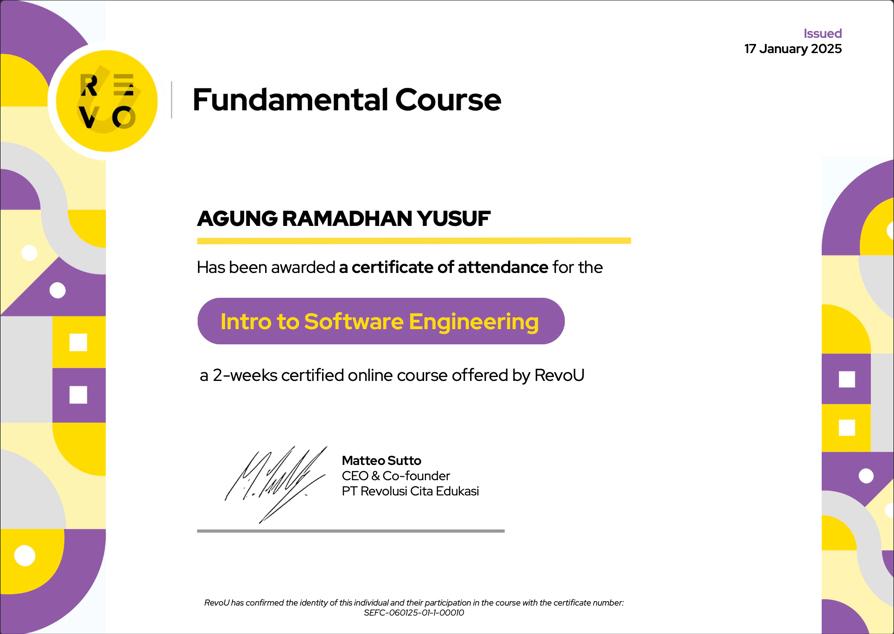 Issued
17 January 2025
RE
VO
Fundamental Course
AGUNG RAMADHAN YUSUF
Has been awarded a certificate of attendance for the
Intro to Software Engineering
a 2-weeks certified online course offered by RevoU
Matteo Sutto
CEO & Co-founder
PT Revolusi Cita Edukasi
RevoU has confirmed the identity of this individual and their participation in the course with the certificate number:
SEFC-060125-01-1-00010